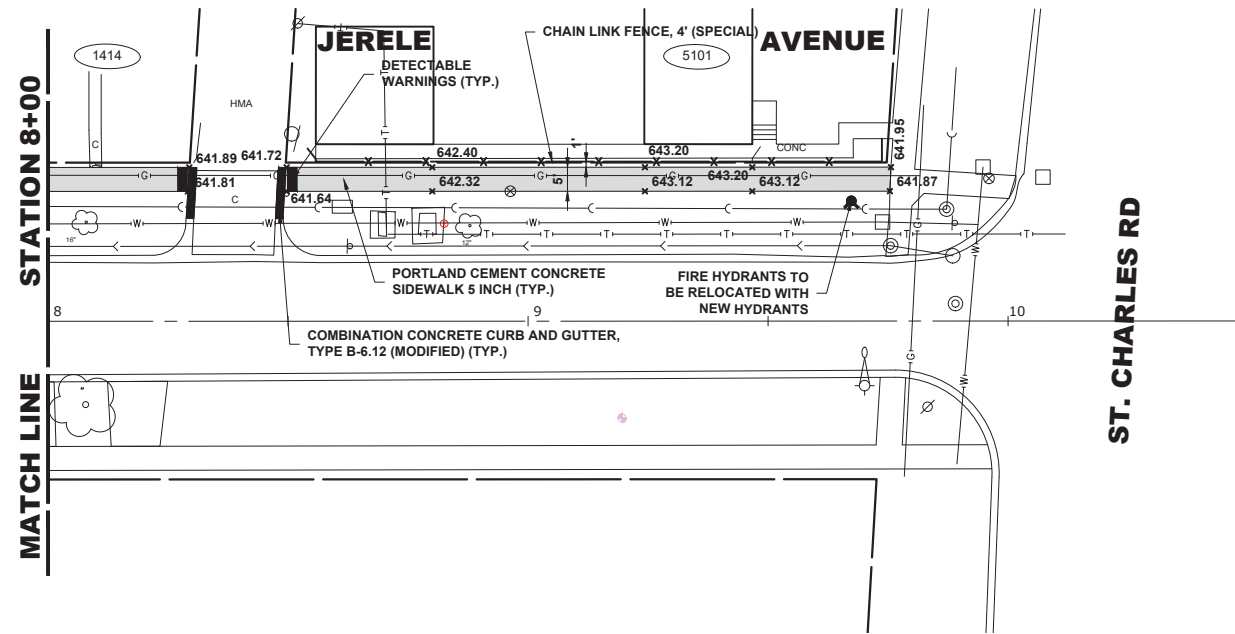 JERELE AVENUE
CHAIN LINK FENCE, 4' (SPECIAL)
1414
5101
DETECTABLE
WARNINGS (TYP.)
HMA
STATION 8+00
MATCH LINE
C
641.89
641.72
642.40
1'
643.20
CONC
641.95
G
C
G
G
G
643.20
G
641.81
C
641.64
642.32
5'
643.12
643.12
641.87
W
W
W
W
W
W
T
T
T
T
T
T
T
T
T
T
16"
12"
PORTLAND CEMENT CONCRETE
SIDEWALK 5 INCH (TYP.)
FIRE HYDRANTS TO
BE RELOCATED WITH
NEW HYDRANTS
8
9
10
COMBINATION CONCRETE CURB AND GUTTER,
TYPE B-6.12 (MODIFIED) (TYP.)
G
W
G
W
ST. CHARLES RD